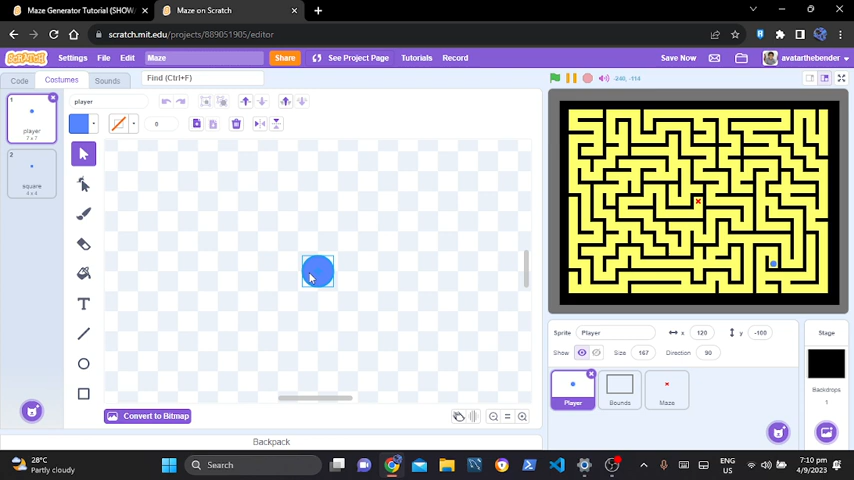 Maze Generator Tutorial (SHOW
Maze on Scratch
scratch.mit.edu/projects/889051905/editor
SCRATCH Settings File Edit Maze Share See Project Page Tutorials Record Save Now avatarthebender
Code Costumes Sounds Find (Ctrl+F) -240, -114
1 player 0
player
7 x 7
2
square
4 x 4
Sprite Player x 120 y -100 Stage
Show Size 167 Direction 90
Player Bounds Maze Backdrops
1
Convert to Bitmap
Backpack
28°C
Partly cloudy
Search
ENG
US
7:10 pm
4/9/2023